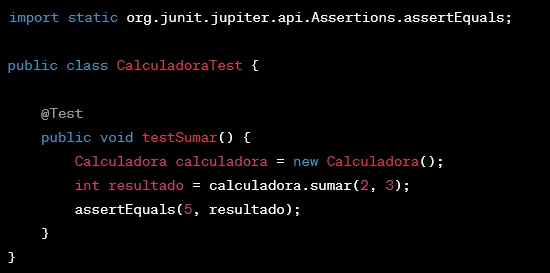 import static org.junit.jupiter.api.Assertions.assertEquals;
public class CalculadoraTest {
@Test
public void testSumar() {
Calculadora calculadora = new Calculadora();
int resultado = calculadora.sumar(2, 3);
assertEquals(5, resultado);
}
}